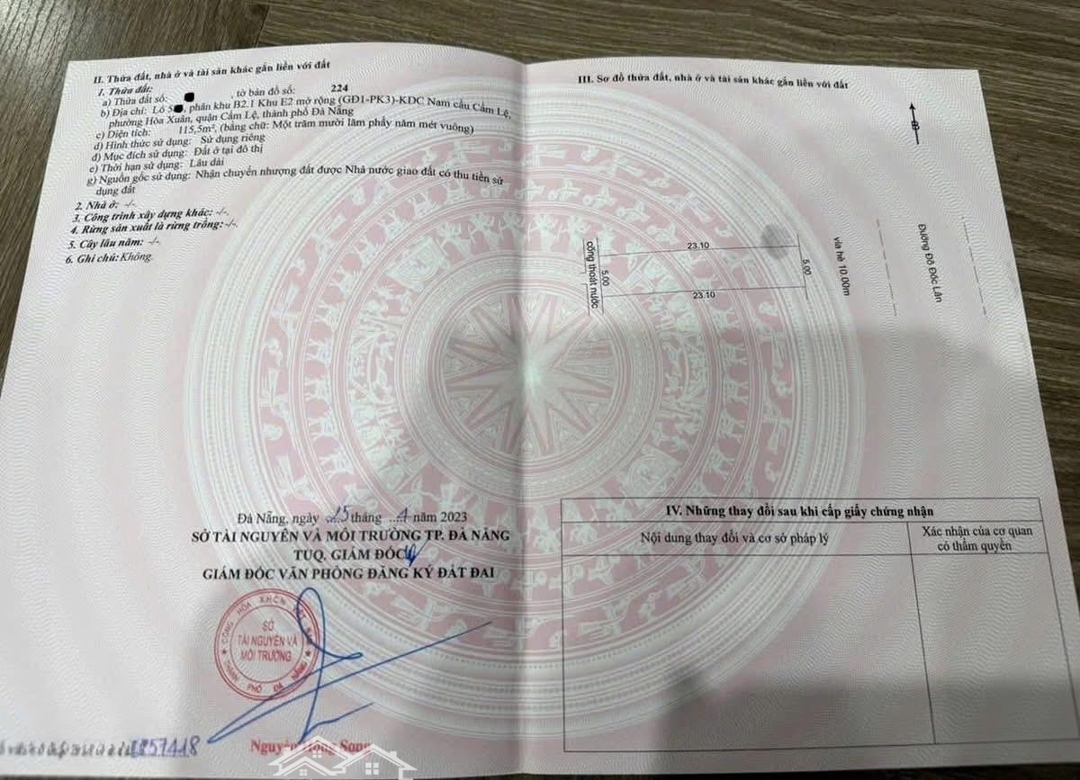 II. Thửa đất, nhà ở và tài sản khác gắn liền với đất
1. Thửa đất:
a) Thửa đất số: , tờ bản đồ số: 224
b) Địa chỉ: Lô 5 , phân khu B2.1 Khu E2 mở rộng (GĐ1-PK3)-KDC Nam cầu Cẩm Lệ,
phường Hòa Xuân, quận Cẩm Lệ, thành phố Đà Nẵng
c) Diện tích: 115,5m², (bằng chữ: Một trăm mười lăm phẩy năm mét vuông)
d) Hình thức sử dụng: Sử dụng riêng
đ) Mục đích sử dụng: Đất ở tại đô thị
e) Thời hạn sử dụng: Lâu dài
g) Nguồn gốc sử dụng: Nhận chuyển nhượng đất được Nhà nước giao đất có thu tiền sử
dụng đất
2. Nhà ở: -/-.
3. Công trình xây dựng khác: -/-.
4. Rừng sản xuất là rừng trồng:-/-.
5. Cây lâu năm: -/-.
6. Ghi chú: Không.
Đà Nẵng, ngày 25 tháng 4 năm 2023
SỞ TÀI NGUYÊN VÀ MÔI TRƯỜNG TP. ĐÀ NẴNG
TUQ. GIÁM ĐỐC
GIÁM ĐỐC VĂN PHÒNG ĐĂNG KÝ ĐẤT ĐAI
SỞ
TÀI NGUYÊN VÀ
MÔI TRƯỜNG
THÀNH PHỐ ĐÀ NẴNG
III. Sơ đồ thửa đất, nhà ở và tài sản khác gắn liền với đất
B
23.10
5.00
5.00
23.10
cống thoát nước
vỉa hè 10.00m
Đường Đô Đốc Lân
IV. Những thay đổi sau khi cấp giấy chứng nhận
Nội dung thay đổi và cơ sở pháp lý
Xác nhận của cơ quan
có thẩm quyền